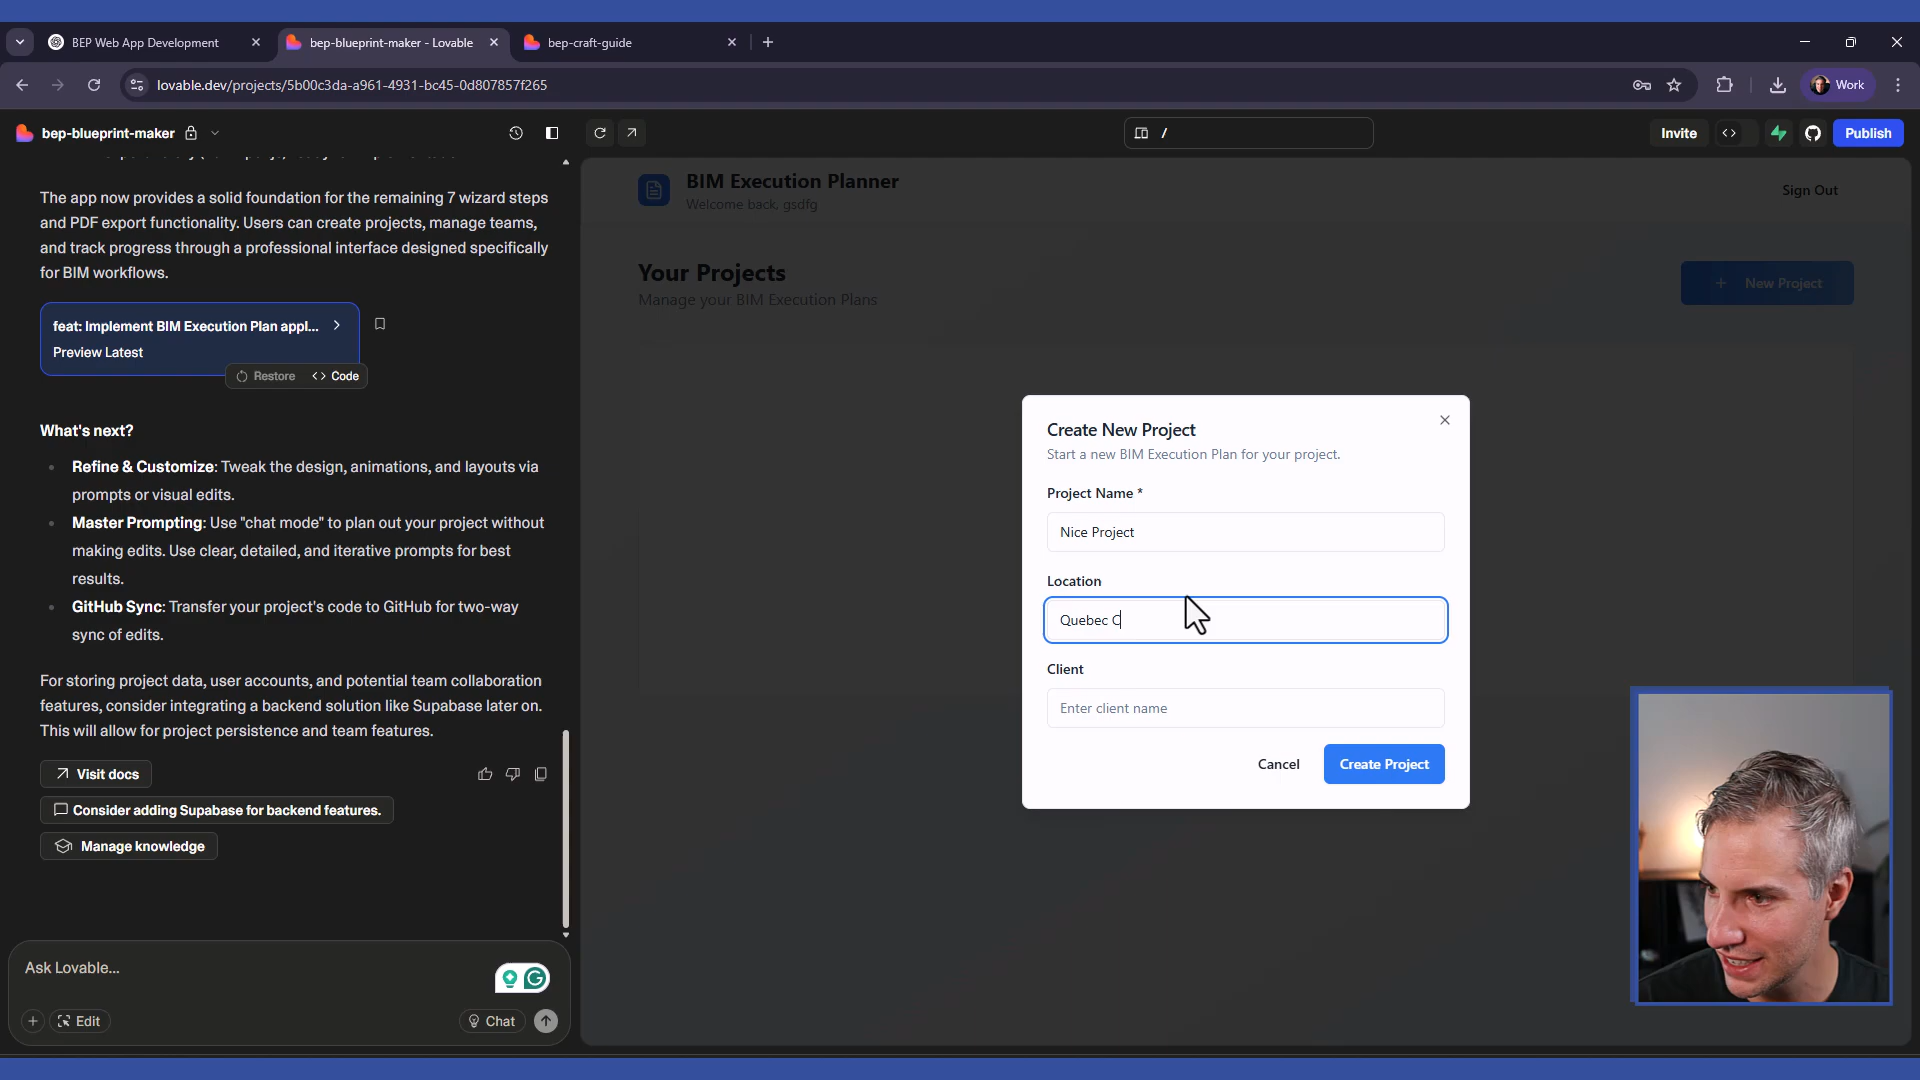 BEP Web App Development
bep-blueprint-maker - Lovable
bep-craft-guide
lovable.dev/projects/5b00c3da-a961-4931-bc45-0d807857f265
Work
bep-blueprint-maker
/
Invite
Publish
The app now provides a solid foundation for the remaining 7 wizard steps
and PDF export functionality. Users can create projects, manage teams,
and track progress through a professional interface designed specifically
for BIM workflows.
feat: Implement BIM Execution Plan appl...
Preview Latest
Restore
Code
What's next?
Refine & Customize: Tweak the design, animations, and layouts via
prompts or visual edits.
Master Prompting: Use "chat mode" to plan out your project without
making edits. Use clear, detailed, and iterative prompts for best
results.
GitHub Sync: Transfer your project's code to GitHub for two-way
sync of edits.
For storing project data, user accounts, and potential team collaboration
features, consider integrating a backend solution like Supabase later on.
This will allow for project persistence and team features.
Visit docs
Consider adding Supabase for backend features.
Manage knowledge
Ask Lovable...
Edit
Chat
BIM Execution Planner
Welcome back, gsdfg
Sign Out
Your Projects
Manage your BIM Execution Plans
New Project
Create New Project
Start a new BIM Execution Plan for your project.
Project Name *
Nice Project
Location
Quebec C
Client
Enter client name
Cancel
Create Project